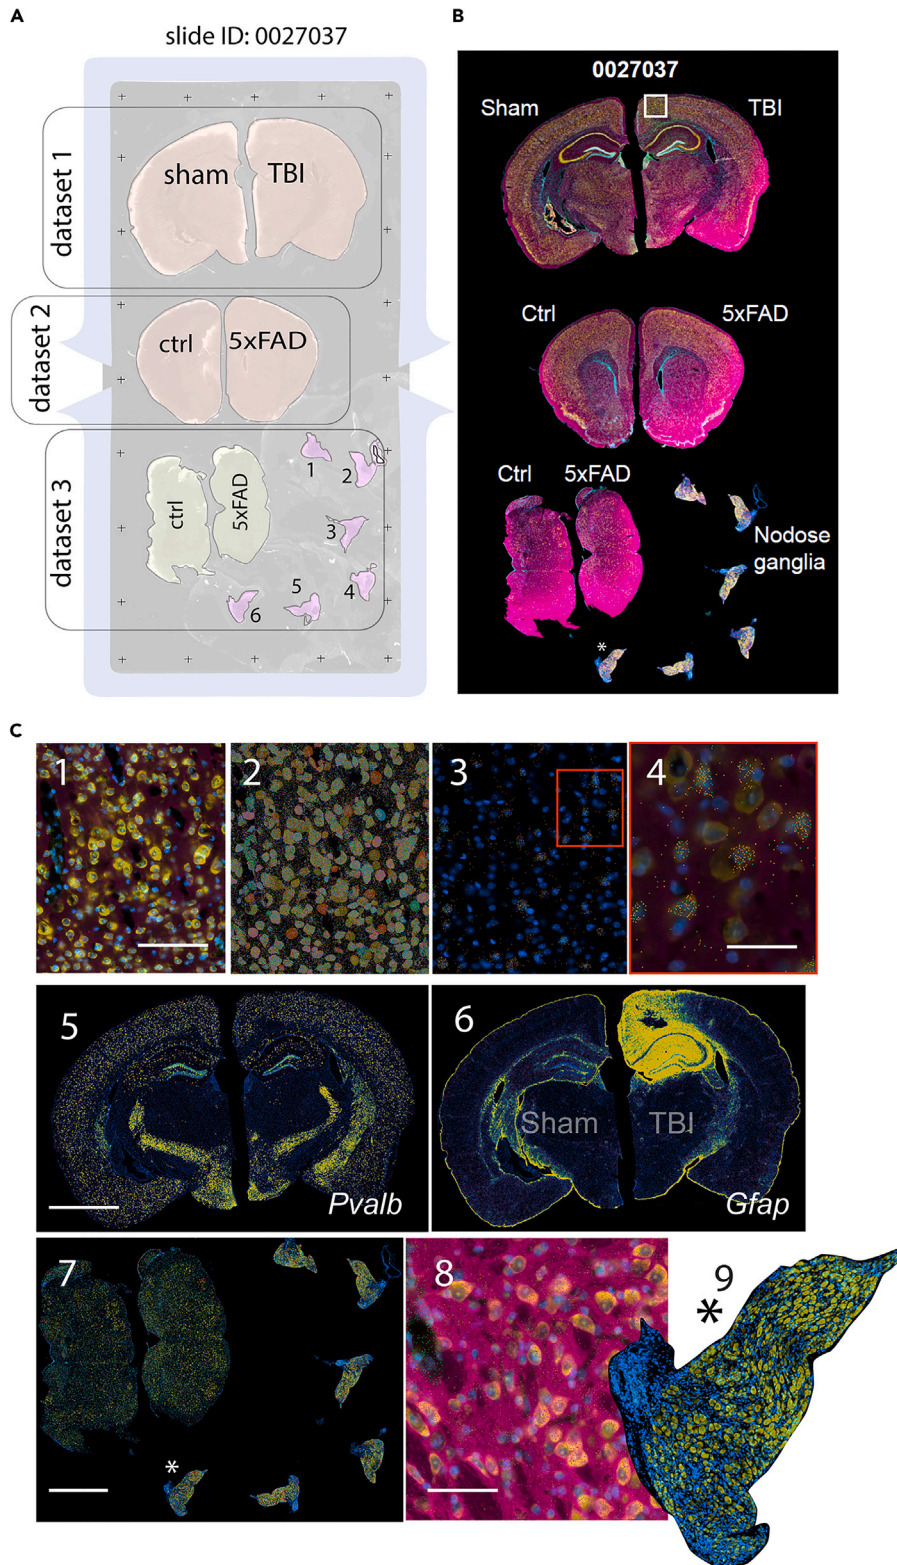 A
slide ID: 0027037
dataset 1
sham
TBI
dataset 2
ctrl
5xFAD
dataset 3
ctrl
5xFAD
1
2
3
4
5
6
B
0027037
Sham
TBI
Ctrl
5xFAD
Ctrl
5xFAD
Nodose
ganglia
*
C
1
2
3
4
5
Pvalb
6
Sham
TBI
Gfap
7
*
8
9
*